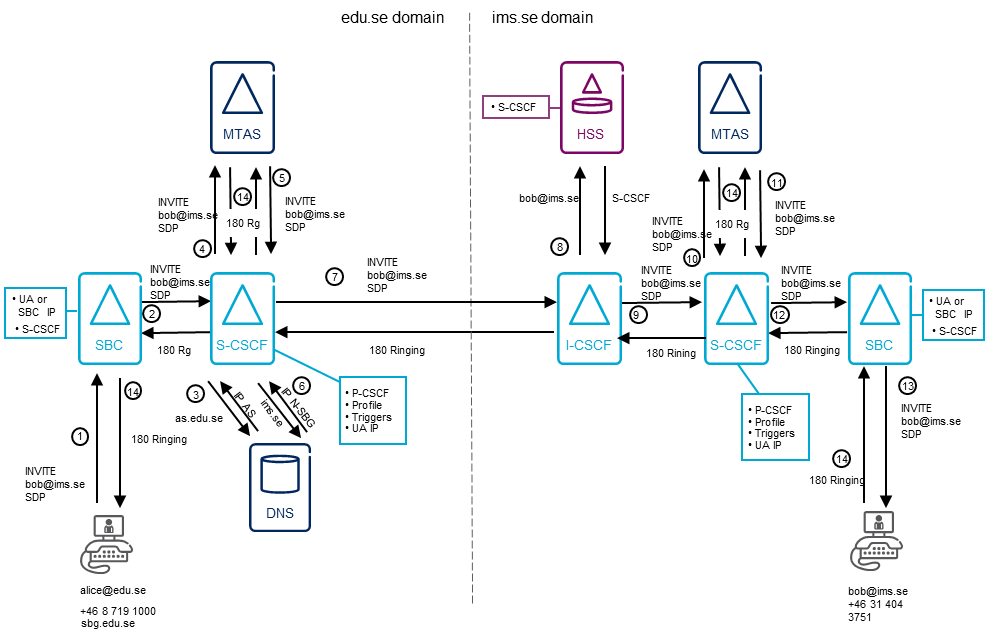 edu.se domain
ims.se domain
MTAS
• S-CSCF
HSS
MTAS
INVITE
bob@ims.se
SDP
14
180 Rg
5
INVITE
bob@ims.se
SDP
4
bob@ims.se
S-CSCF
8
INVITE
bob@ims.se
SDP
14
180 Rg
11
INVITE
bob@ims.se
SDP
10
• UA or
SBC IP
• S-CSCF
SBC
INVITE
bob@ims.se
SDP
2
180 Rg
S-CSCF
7
INVITE
bob@ims.se
SDP
180 Ringing
I-CSCF
INVITE
bob@ims.se
SDP
9
180 Rining
S-CSCF
INVITE
bob@ims.se
SDP
12
180 Ringing
SBC
• UA or
SBC IP
• S-CSCF
1
INVITE
bob@ims.se
SDP
14
180 Ringing
3
as.edu.se
IP AS
ims.se
IP N-SBG
6
• P-CSCF
• Profile
• Triggers
• UA IP
DNS
• P-CSCF
• Profile
• Triggers
• UA IP
13
INVITE
bob@ims.se
SDP
14
180 Ringing
alice@edu.se
+46 8 719 1000
sbg.edu.se
bob@ims.se
+46 31 404
3751